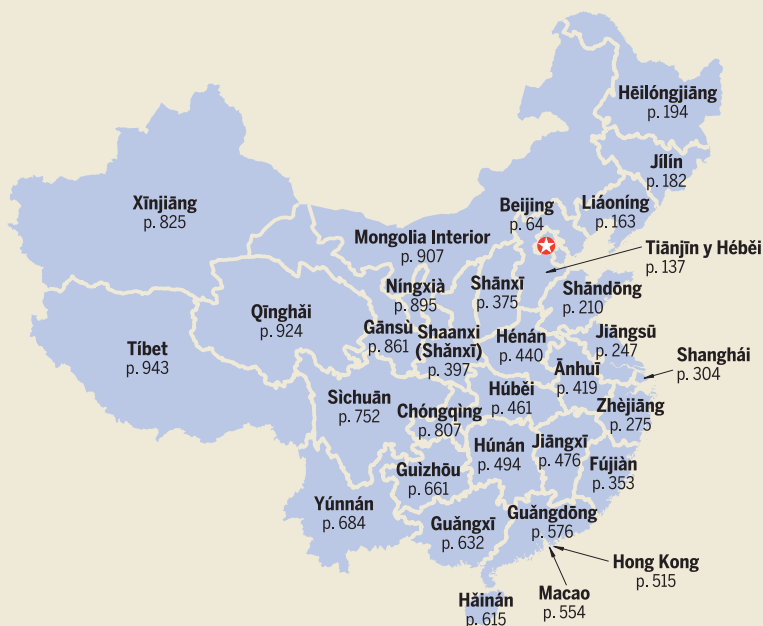 Hēilóngjiāng
p. 194
Jílín
p. 182
Liáoníng
p. 163
Beijing
p. 64
Xīnjiāng
p. 825
Mongolia Interior
p. 907
Tiānjīn y Héběi
p. 137
Níngxià
p. 895
Shānxī
p. 375
Shāndōng
p. 210
Qīnghǎi
p. 924
Gānsù
p. 861
Shaanxi
(Shǎnxī)
p. 397
Hénán
p. 440
Jiāngsū
p. 247
Tíbet
p. 943
Shanghái
p. 304
Ānhuī
p. 419
Sìchuān
p. 752
Húběi
p. 461
Chóngqìng
p. 807
Zhèjiāng
p. 275
Húnán
p. 494
Jiāngxī
p. 476
Guìzhōu
p. 661
Fújiàn
p. 353
Yúnnán
p. 684
Guǎngxī
p. 632
Guǎngdōng
p. 576
Hong Kong
p. 515
Macao
p. 554
Hǎinán
p. 615